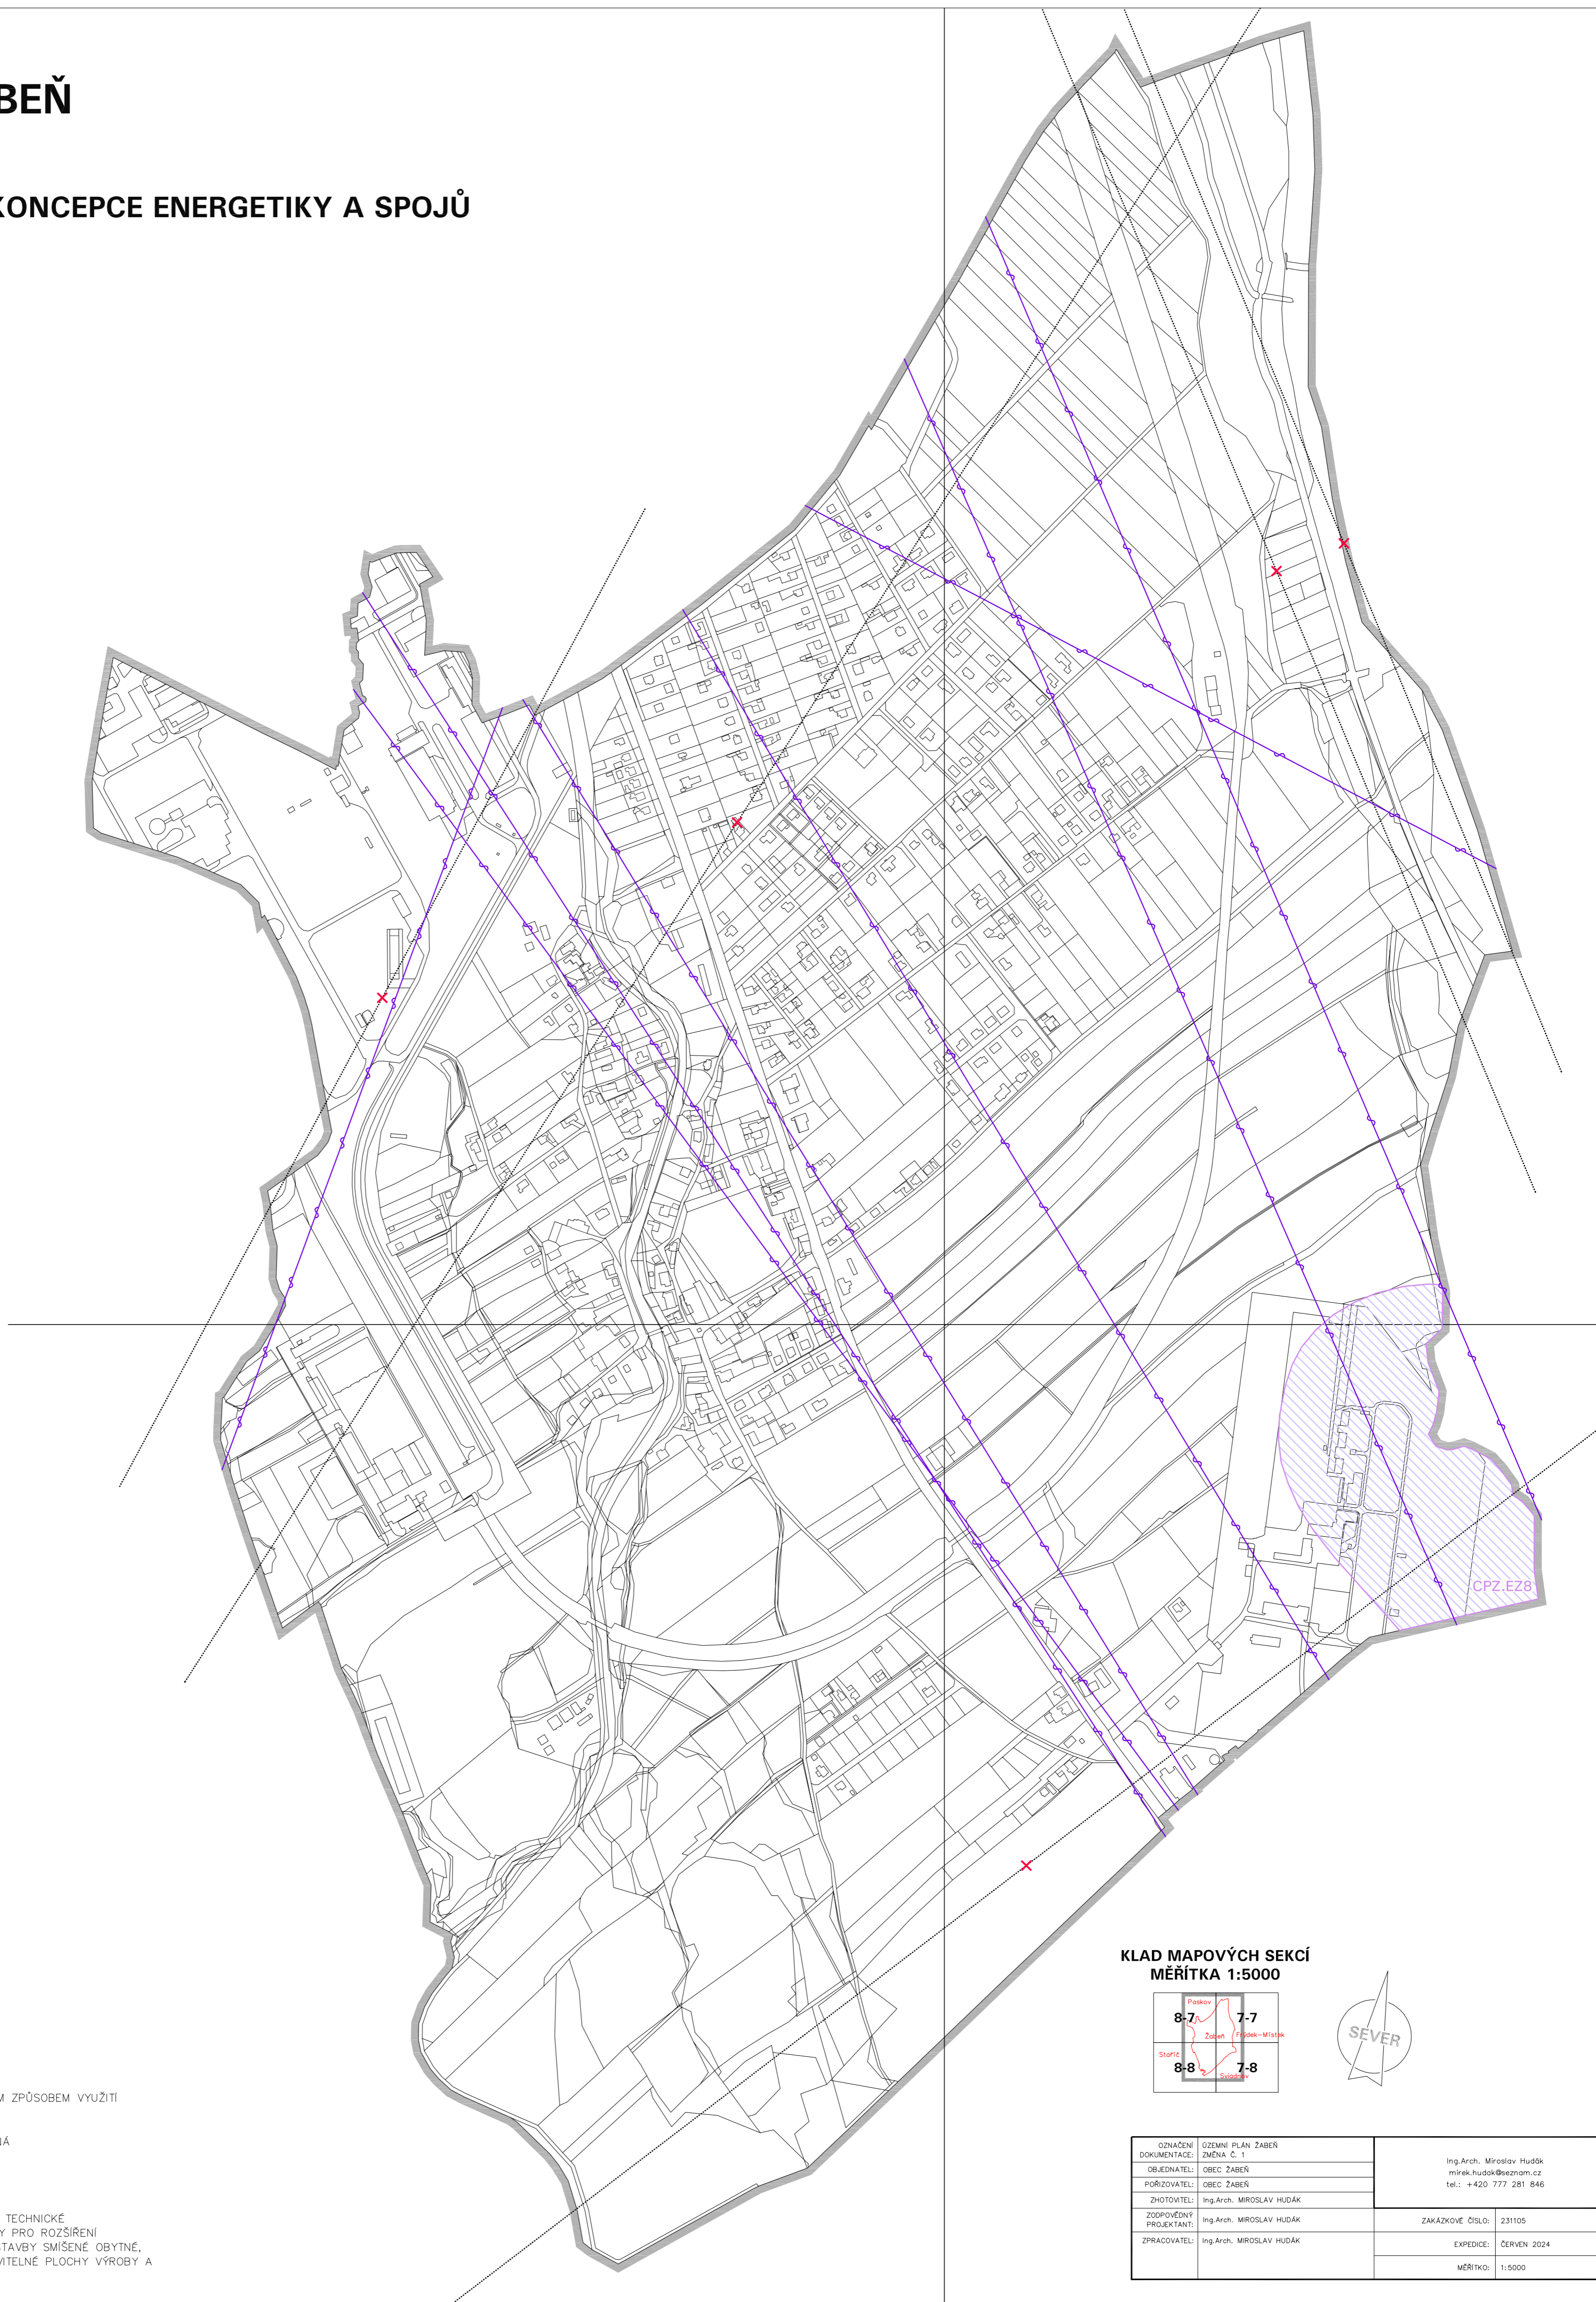 BEŇ
KONCEPCE ENERGETIKY A SPOJŮ
CPZ.EZ8
KLAD MAPOVÝCH SEKCÍ
MĚŘÍTKA 1:5000
Paskov
8-7
7-7
Žabeň
Frýdek-Místek
Staříč
8-8
7-8
Sviadnov
SEVER
M ZPŮSOBEM VYUŽITÍ
NÁ
TECHNICKÉ
Y PRO ROZŠÍŘENÍ
STAVBY SMÍŠENÉ OBYTNÉ,
VITELNÉ PLOCHY VÝROBY A
OZNAČENÍ DOKUMENTACE: ÚZEMNÍ PLÁN ŽABEŇ
ZMĚNA Č. 1
OBJEDNATEL: OBEC ŽABEŇ
POŘIZOVATEL: OBEC ŽABEŇ
ZHOTOVITEL: Ing.Arch. MIROSLAV HUDÁK
ZODPOVĚDNÝ PROJEKTANT: Ing.Arch. MIROSLAV HUDÁK
ZPRACOVATEL: Ing.Arch. MIROSLAV HUDÁK
Ing.Arch. Miroslav Hudák
mirek.hudak@seznam.cz
tel.: +420 777 281 846
ZAKÁZKOVÉ ČÍSLO: 231105
EXPEDICE: ČERVEN 2024
MĚŘÍTKO: 1:5000